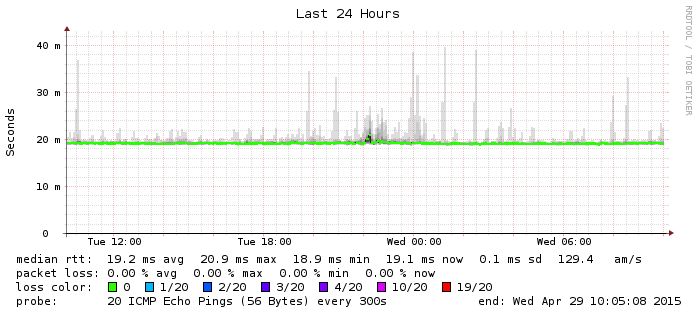 Last 24 Hours
RRDTOOL / TOBI OETIKER
Seconds
40 m
30 m
20 m
10 m
0
Tue 12:00 Tue 18:00 Wed 00:00 Wed 06:00
median rtt: 19.2 ms avg 20.9 ms max 18.9 ms min 19.1 ms now 0.1 ms sd 129.4 am/s
packet loss: 0.00 % avg 0.00 % max 0.00 % min 0.00 % now
loss color: 0 1/20 2/20 3/20 4/20 10/20 19/20
probe: 20 ICMP Echo Pings (56 Bytes) every 300s end: Wed Apr 29 10:05:08 2015